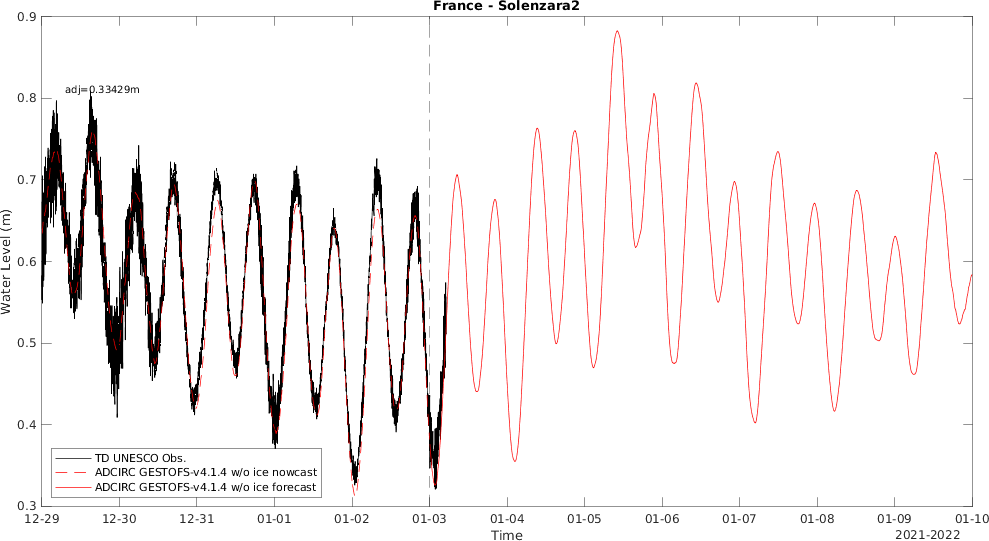 France - Solenzara2
0.9
0.8
0.7
0.6
0.5
0.4
0.3
Water Level (m)
adj=0.33429m
TD UNESCO Obs.
ADCIRC GESTOFS-v4.1.4 w/o ice nowcast
ADCIRC GESTOFS-v4.1.4 w/o ice forecast
12-29 12-30 12-31 01-01 01-02 01-03 01-04 01-05 01-06 01-07 01-08 01-09 01-10
Time
2021-2022